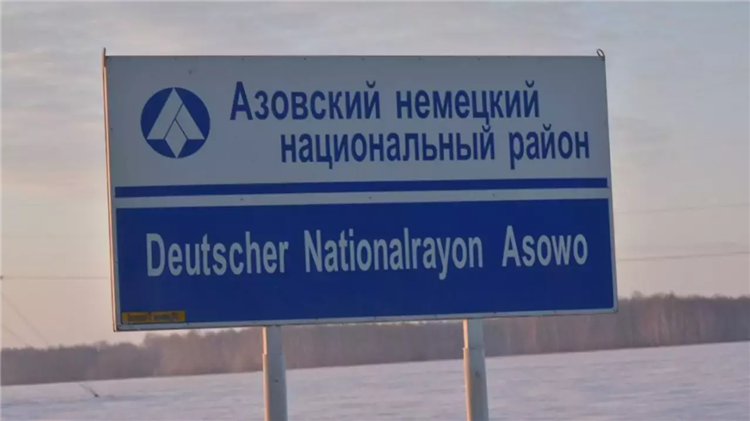 Азовский немецкий
национальный район
Deutscher Nationalrayon Asowo